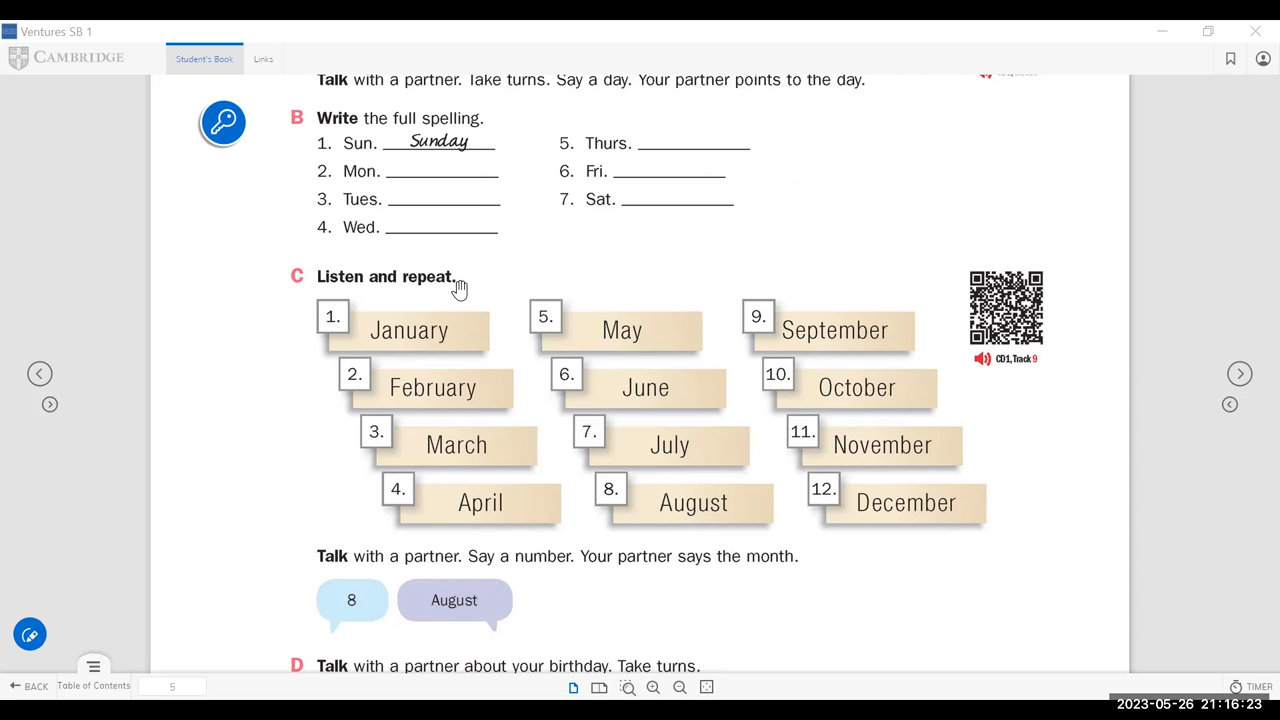 Ventures SB 1
CAMBRIDGE
Student's Book
Links
Talk with a partner. Take turns. Say a day. Your partner points to the day.
B Write the full spelling.
1. Sun. Sunday
2. Mon.
3. Tues.
4. Wed.
5. Thurs.
6. Fri.
7. Sat.
C Listen and repeat.
CD1, Track 9
1. January
2. February
3. March
4. April
5. May
6. June
7. July
8. August
9. September
10. October
11. November
12. December
Talk with a partner. Say a number. Your partner says the month.
8
August
D Talk with a partner about your birthday. Take turns.
BACK
Table of Contents
5
TIMER
2023-05-26 21:16:23